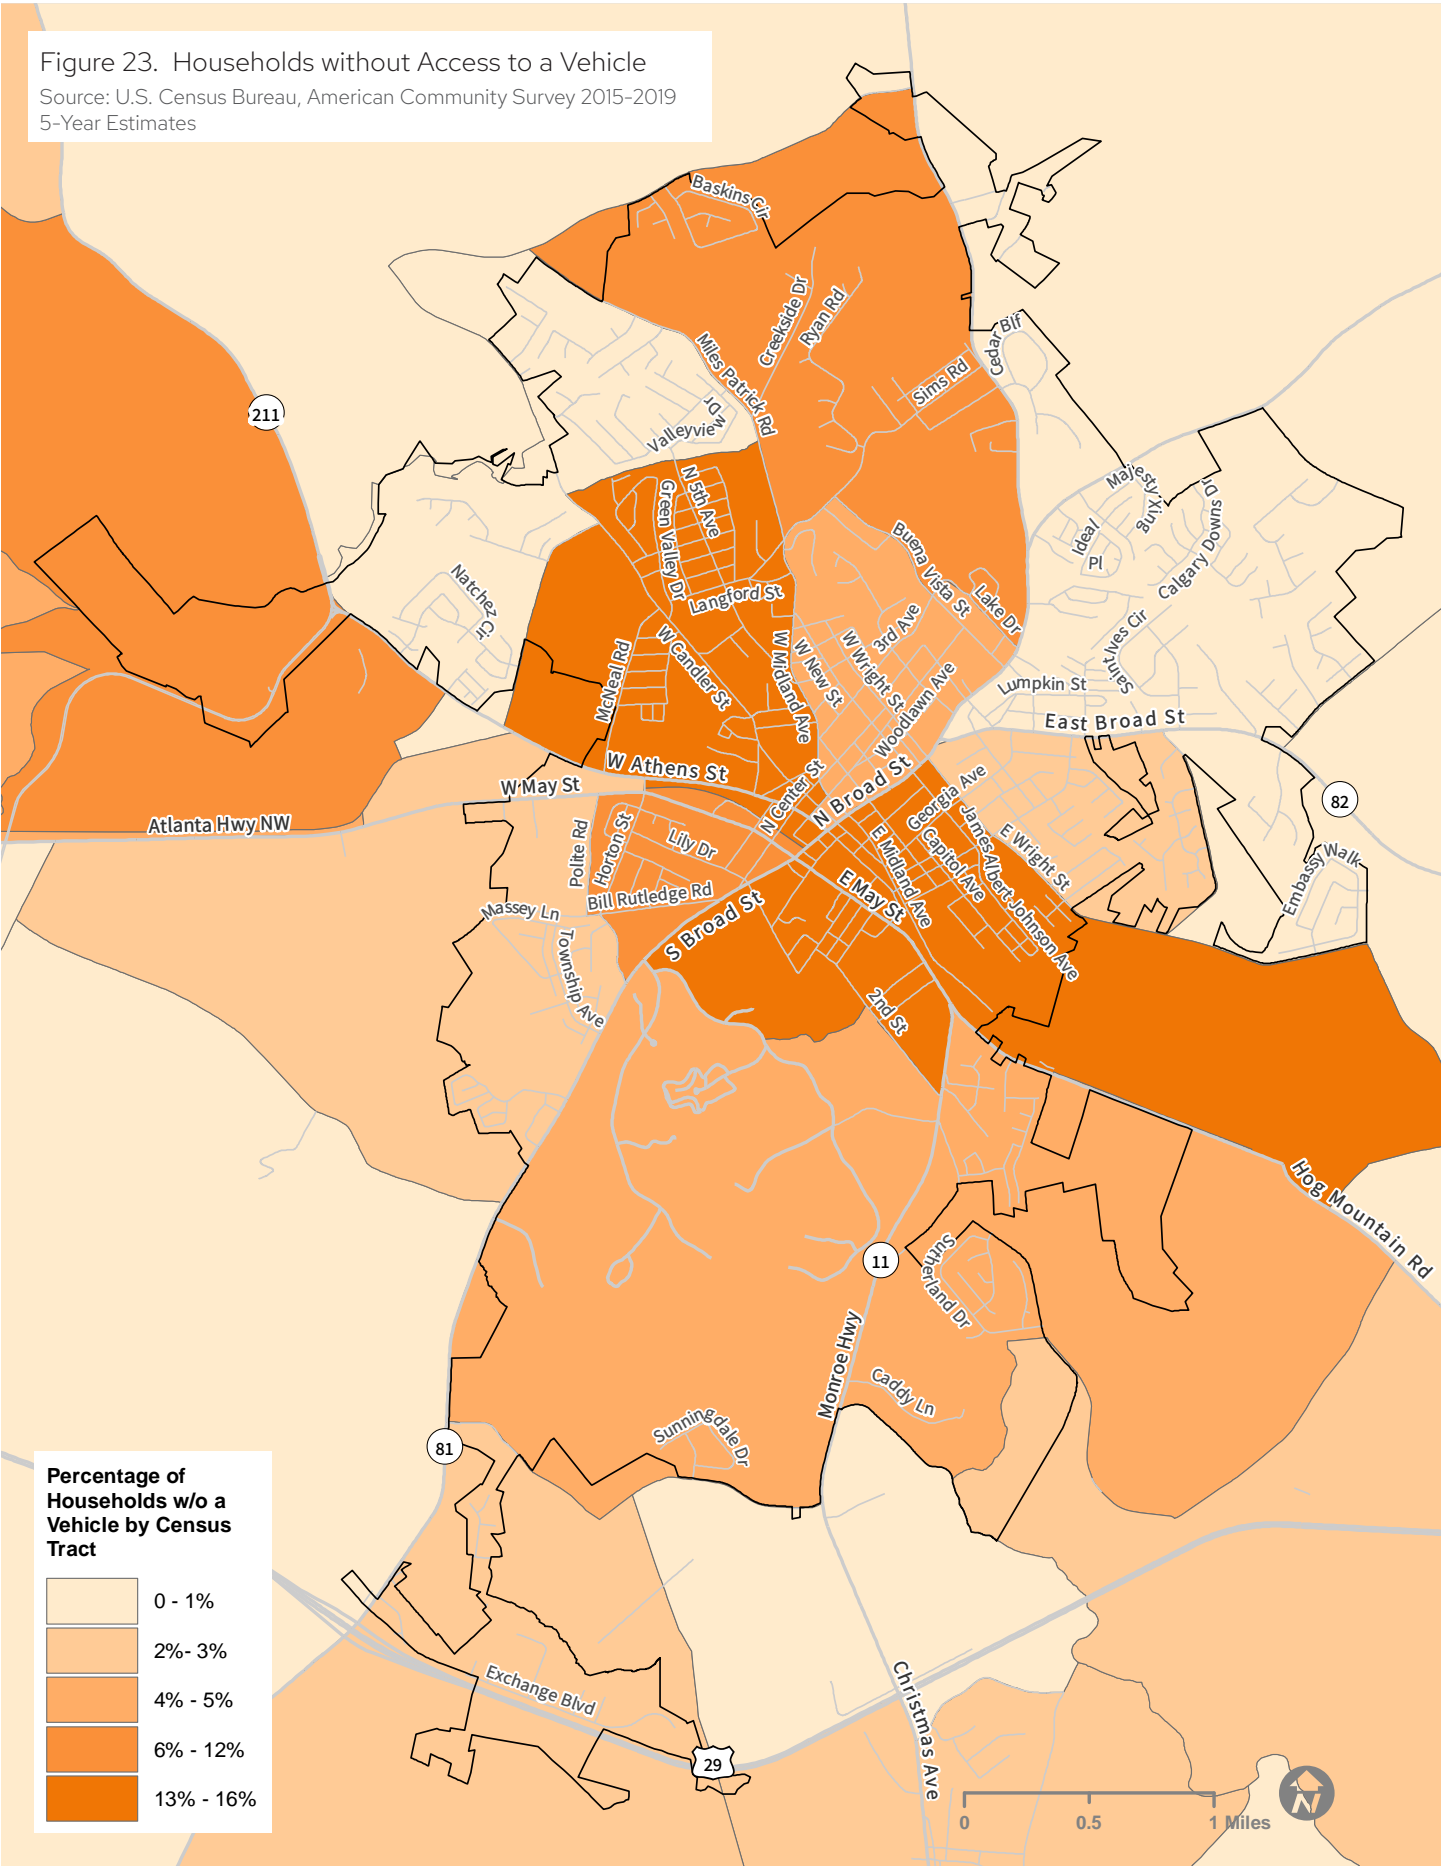 Figure 23.  Households without Access to a Vehicle
Source: U.S. Census Bureau, American Community Survey 2015-2019
5-Year Estimates
Baskins Cir
Creekside Dr
Ryan Rd
Cedar Blf
Miles Patrick Rd
Sims Rd
211
Valleyview Dr
N 5th Ave
Green Valley Dr
Majesty Xing
Ideal
Pl
Calgary Downs Dr
Buena Vista St
Lake Dr
Natchez Cir
Langford St
3rd Ave
W Candler St
McNeal Rd
W Midland Ave
W New St
W Wright St
Woodlawn Ave
Saint Ives Cir
Lumpkin St
East Broad St
W Athens St
W May St
N Center St
N Broad St
Georgia Ave
82
Atlanta Hwy NW
Polite Rd
Horton St
Lily Dr
E Midland Ave
Capitol Ave
James Albert Johnson Ave
E Wright St
Embassy Walk
Bill Rutledge Rd
E May St
Massey Ln
S Broad St
Township Ave
2nd St
Hog Mountain Rd
11
Sutherland Dr
Monroe Hwy
Caddy Ln
Sunningdale Dr
81
Percentage of
Households w/o a
Vehicle by Census
Tract
0 - 1%
2%- 3%
4% - 5%
6% - 12%
13% - 16%
Exchange Blvd
Christmas Ave
29
N
0
0.5
1 Miles